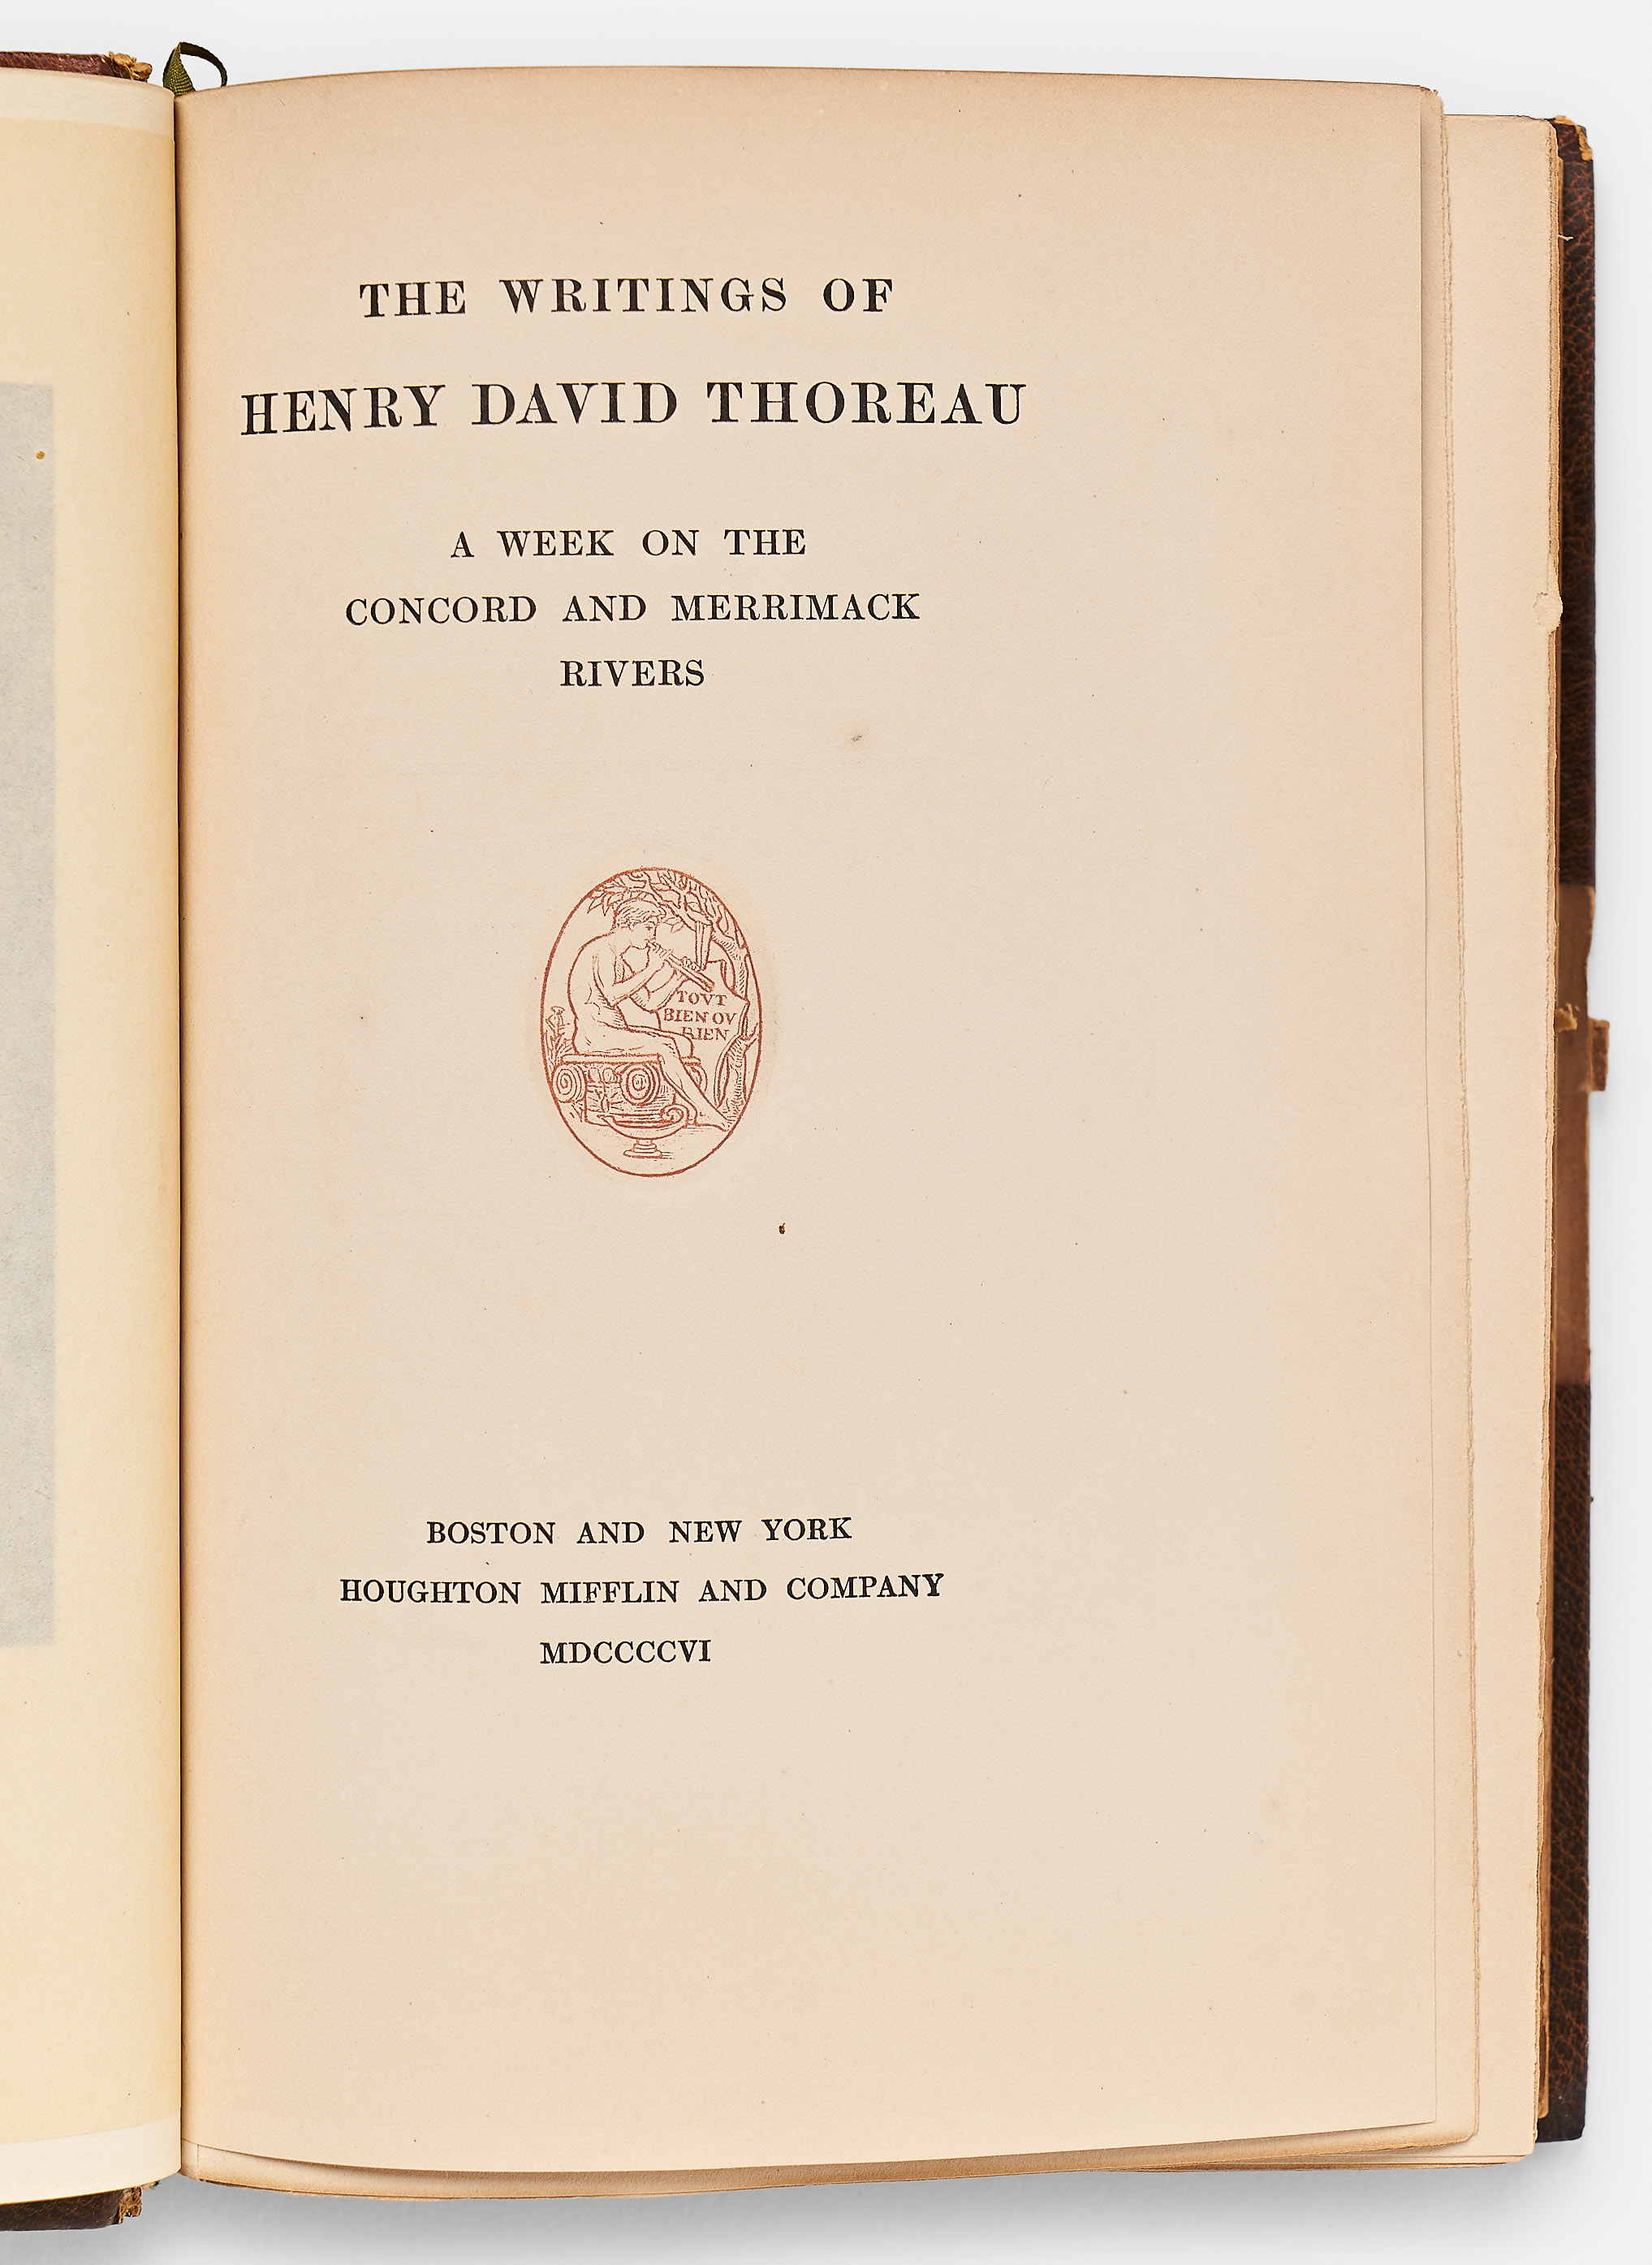 THE WRITINGS OF
HENRY DAVID THOREAU
A WEEK ON THE
CONCORD AND MERRIMACK
RIVERS
TOVT
BIEN OV
RIEN
BOSTON AND NEW YORK
HOUGHTON MIFFLIN AND COMPANY
MDCCCCVI